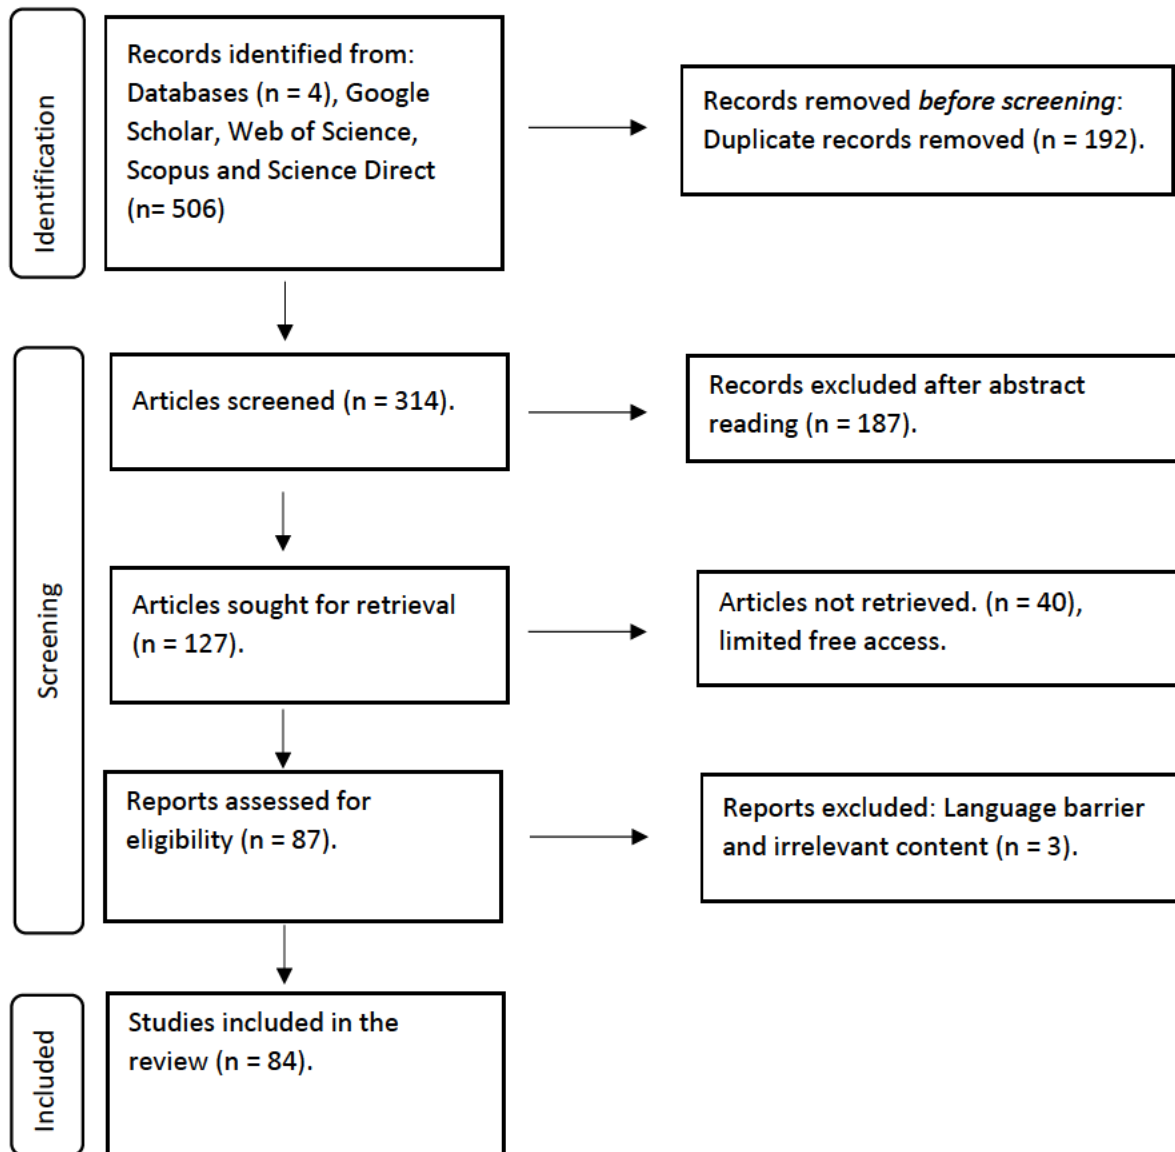 Identification
Records identified from:
Databases (n = 4), Google
Scholar, Web of Science,
Scopus and Science Direct
(n= 506)
Records removed before screening:
Duplicate records removed (n = 192).
Screening
Articles screened (n = 314).
Records excluded after abstract
reading (n = 187).
Articles sought for retrieval
(n = 127).
Articles not retrieved. (n = 40),
limited free access.
Reports assessed for
eligibility (n = 87).
Reports excluded: Language barrier
and irrelevant content (n = 3).
Included
Studies included in the
review (n = 84).